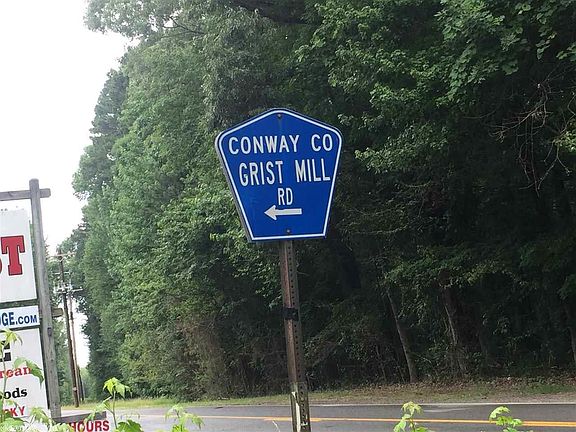 CONWAY CO
GRIST MILL
RD
GE.COM
HOURS